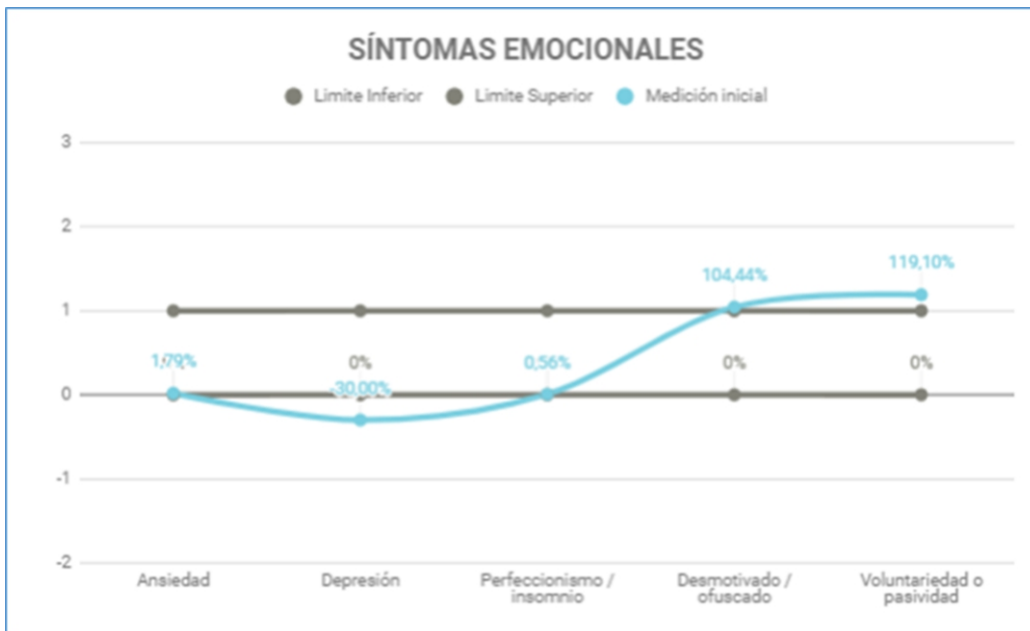 SÍNTOMAS EMOCIONALES
Limite Inferior Limite Superior Medición inicial
3
2
119,10%
104,44%
1
1,79% 0% 0,56% 0% 0%
-30,00%
0
-1
-2
Ansiedad Depresión Perfeccionismo / Desmotivado / Voluntariedad o
insomnio ofuscado pasividad